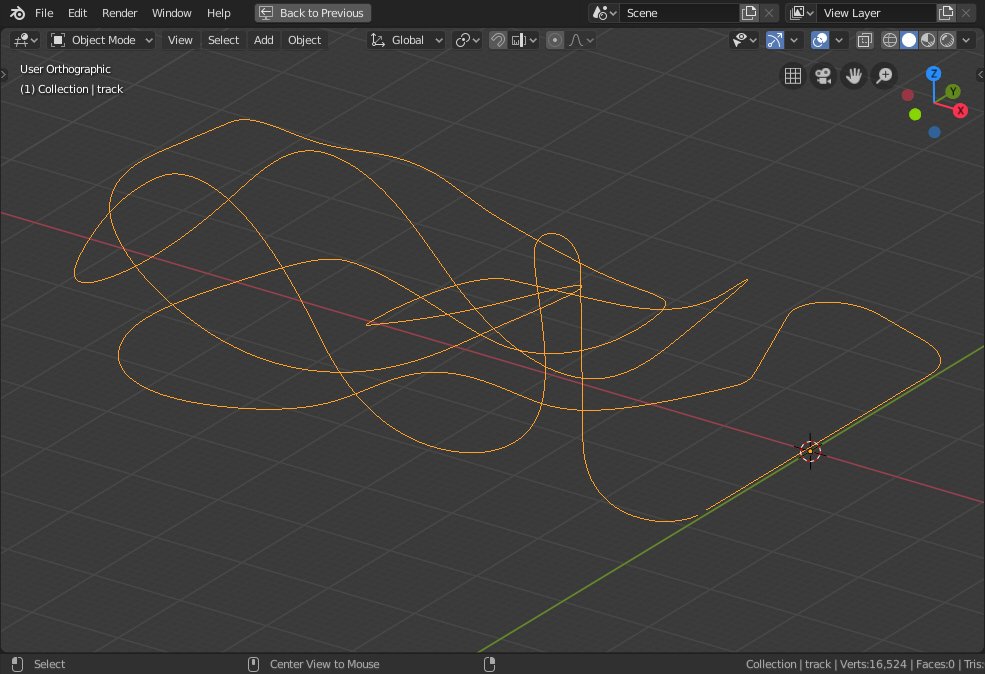 File Edit Render Window Help Back to Previous Scene View Layer
Object Mode View Select Add Object Global
User Orthographic
(1) Collection | track
Z
Y
X
Select Center View to Mouse Collection | track | Verts:16,524 | Faces:0 | Tris: